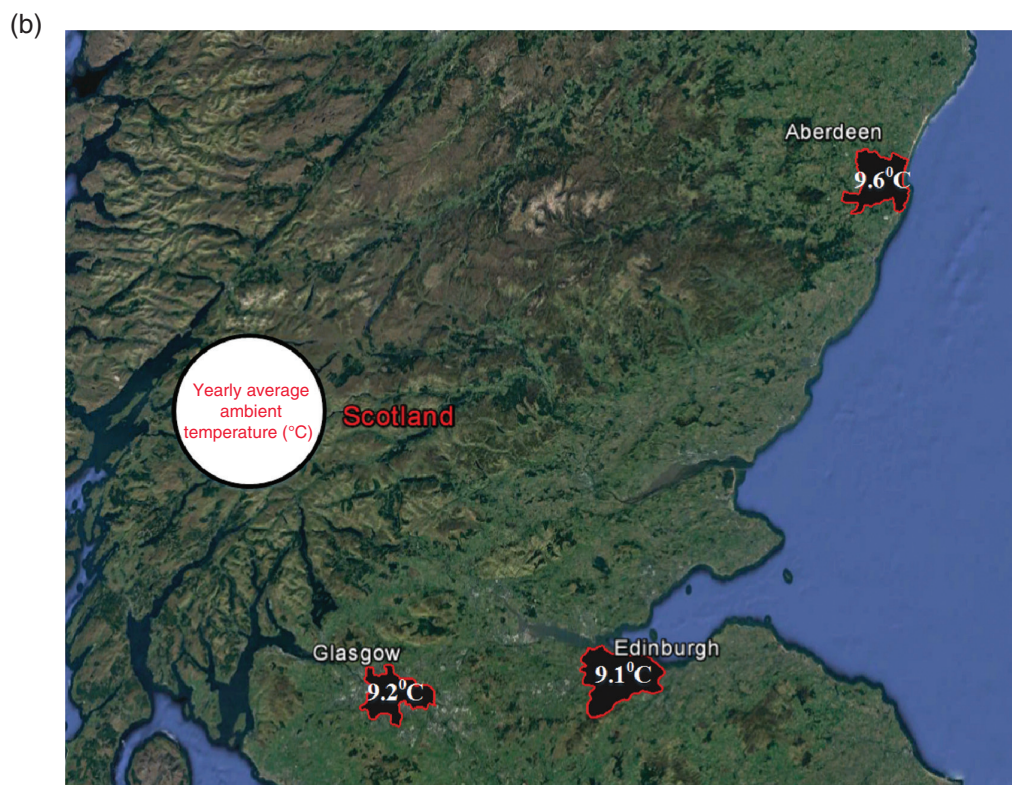 (b)
Aberdeen
9.6⁰C
Yearly average
ambient
temperature (°C)
Scotland
Glasgow
Edinburgh
9.2⁰C
9.1⁰C